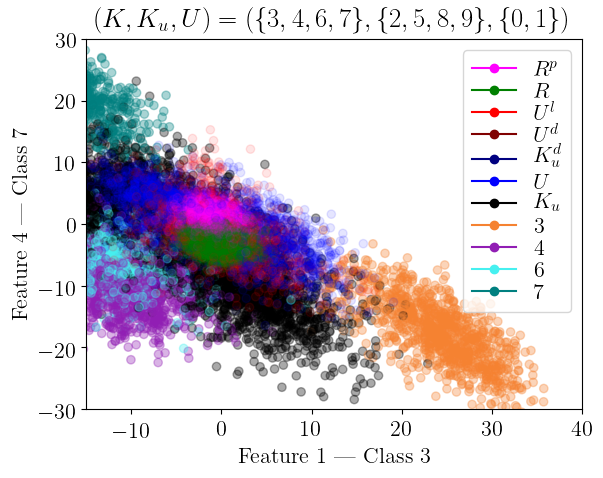 (K, K_u, U) = ({3, 4, 6, 7}, {2, 5, 8, 9}, {0, 1})
30
20
10
0
−10
−20
−30
Feature 4 — Class 7
R^p
R
U^l
U^d
K_u^d
U
K_u
3
4
6
7
−10
0
10
20
30
40
Feature 1 — Class 3